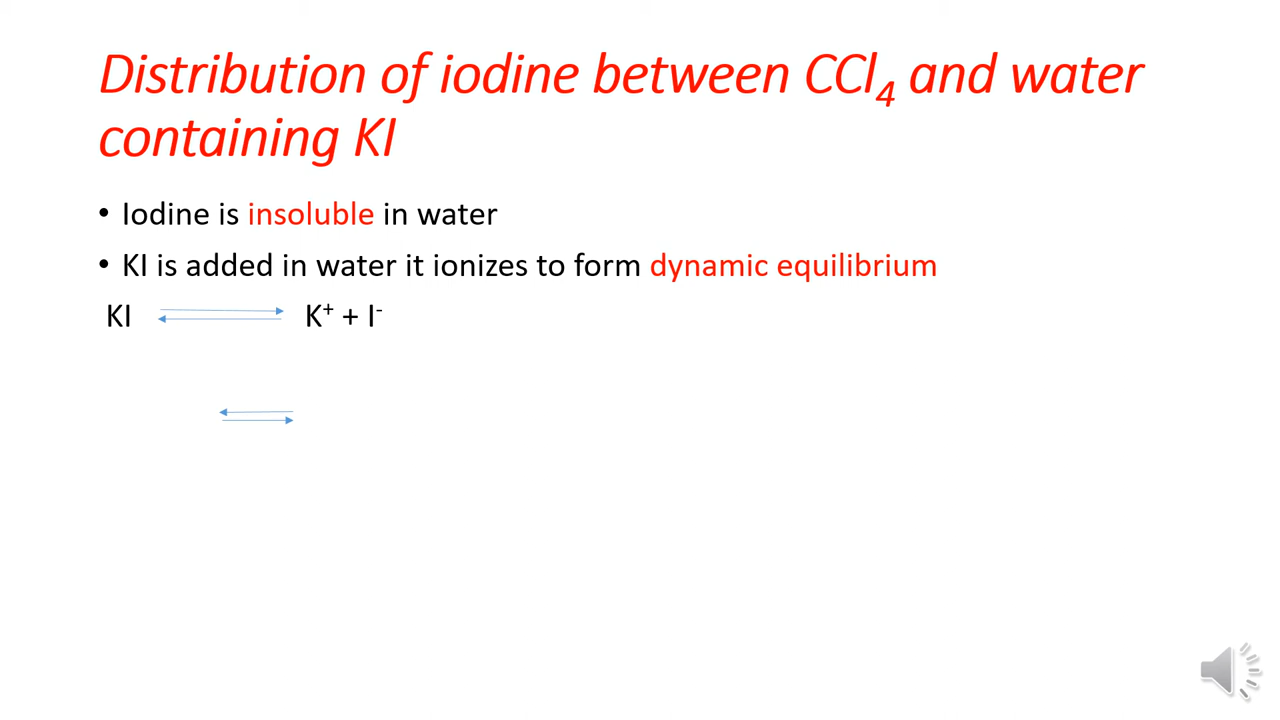 Distribution of iodine between CCl₄ and water
containing KI
• Iodine is insoluble in water
• KI is added in water it ionizes to form dynamic equilibrium
KI ⇌ K⁺ + I⁻
⇌